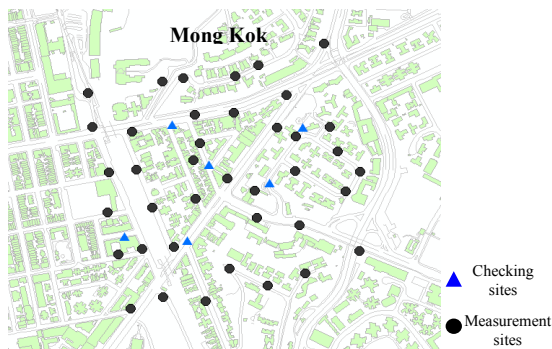 Mong Kok
Checking
sites
Measurement
sites